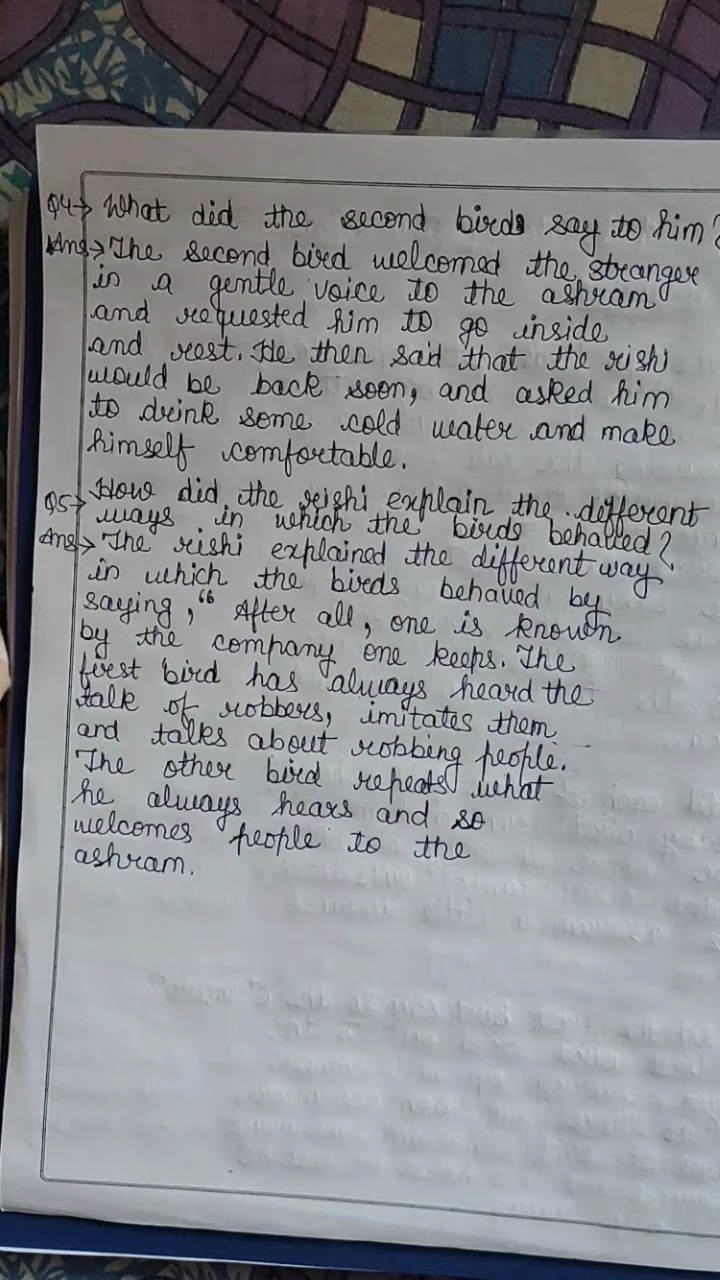 Q4→ What did the second birds say to him?
Ans→ The second bird welcomed the stranger
in a gentle voice to the ashram
and requested him to go inside
and rest. He then said that the rishi
would be back soon, and asked him
to drink some cold water and make
himself comfortable.
Q5→ How did the reishi explain the different
ways in which the birds behaved?
Ans→ The rishi explained the different way
in which the birds behaved by
saying, “ After all, one is known
by the company one keeps. The
first bird has always heard the
talk of robbers, imitates them
and talks about robbing people.
The other bird repeats what
he always hears and so
welcomes people to the
ashram.